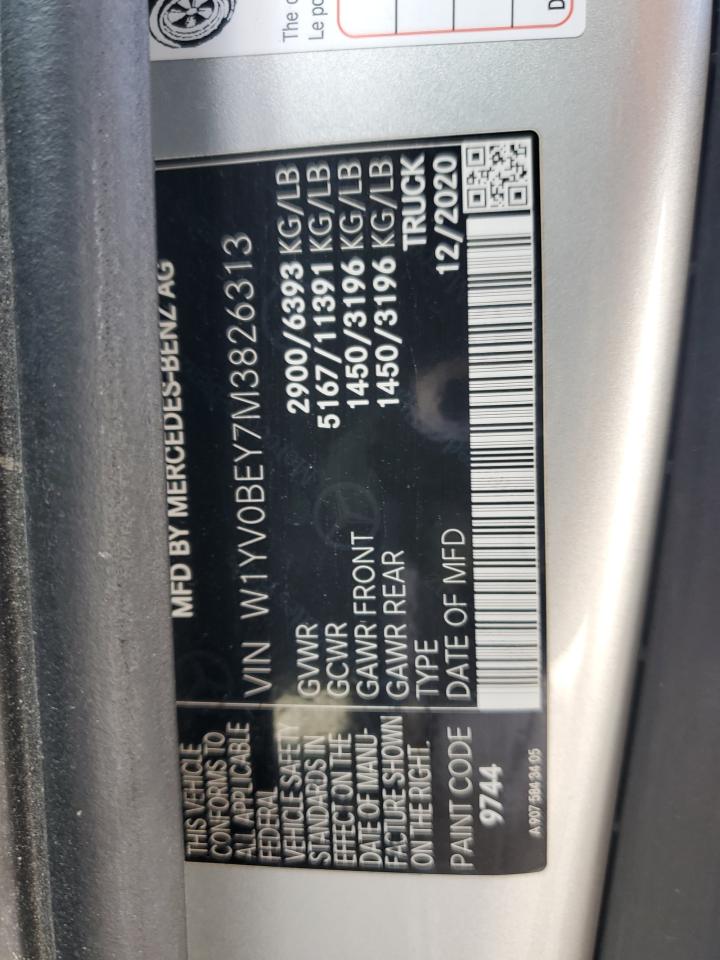 The
Le
D
MFD BY MERCEDES-BENZ AG
VIN W1YV0BEY7M3826313
GVWR 2900/6393 KG/LB
GCWR 5167/11391 KG/LB
GAWR FRONT 1450/3196 KG/LB
GAWR REAR 1450/3196 KG/LB
TYPE TRUCK
DATE OF MFD 12/2020
THIS VEHICLE
CONFORMS TO
ALL APPLICABLE
FEDERAL
VEHICLE SAFETY
STANDARDS IN
EFFECT ON THE
DATE OF MANU-
FACTURE SHOWN
ON THE RIGHT.
PAINT CODE
9744
A 907 584 34 05